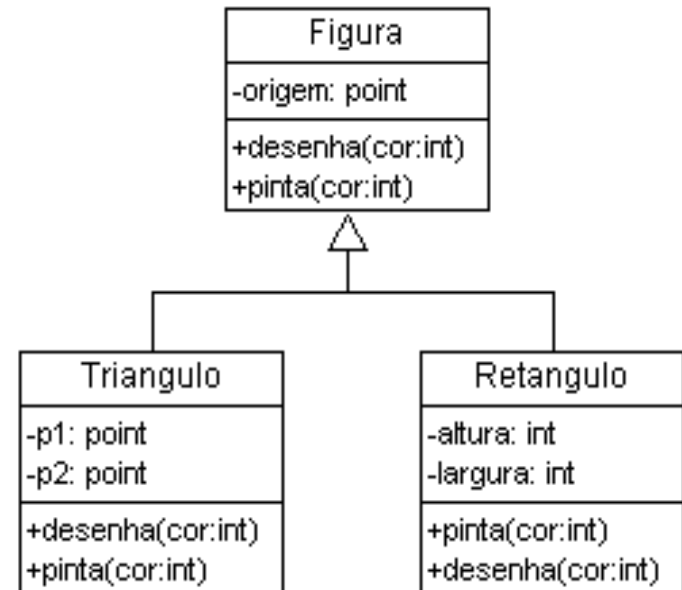 Figura
-origem: point
+desenha(cor:int)
+pinta(cor:int)
Triangulo
-p1: point
-p2: point
+desenha(cor:int)
+pinta(cor:int)
Retangulo
-altura: int
-largura: int
+pinta(cor:int)
+desenha(cor:int)